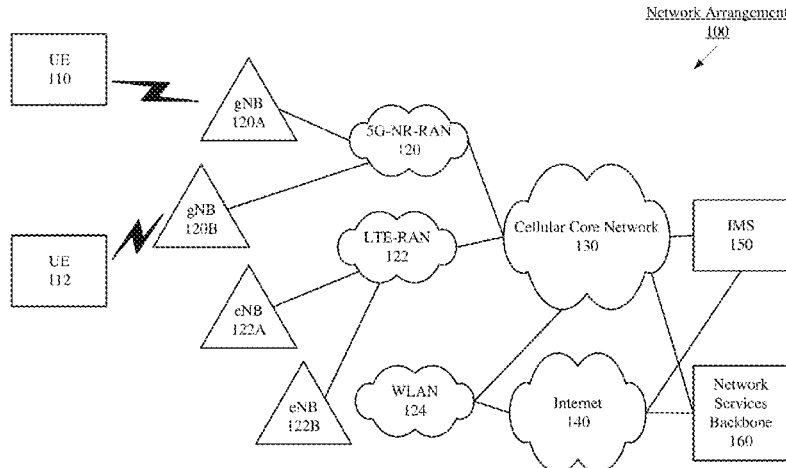 Network Arrangement
100
UE
110
gNB
120A
5G-NR-RAN
120
gNB
120B
UE
112
LTE-RAN
122
Cellular Core Network
130
IMS
150
eNB
122A
eNB
122B
WLAN
124
Internet
140
Network
Services
Backbone
160